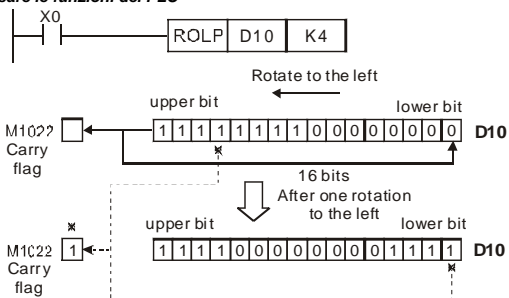 le funzioni del PLC
X0
ROLP D10 K4
Rotate to the left
upper bit lower bit
M1022 1 1 1 1 1 1 1 1 0 0 0 0 0 0 0 0 D10
Carry
flag
16 bits
After one rotation
to the left
upper bit lower bit
M1022 1 1 1 1 1 0 0 0 0 0 0 0 0 1 1 1 1 D10
Carry
flag